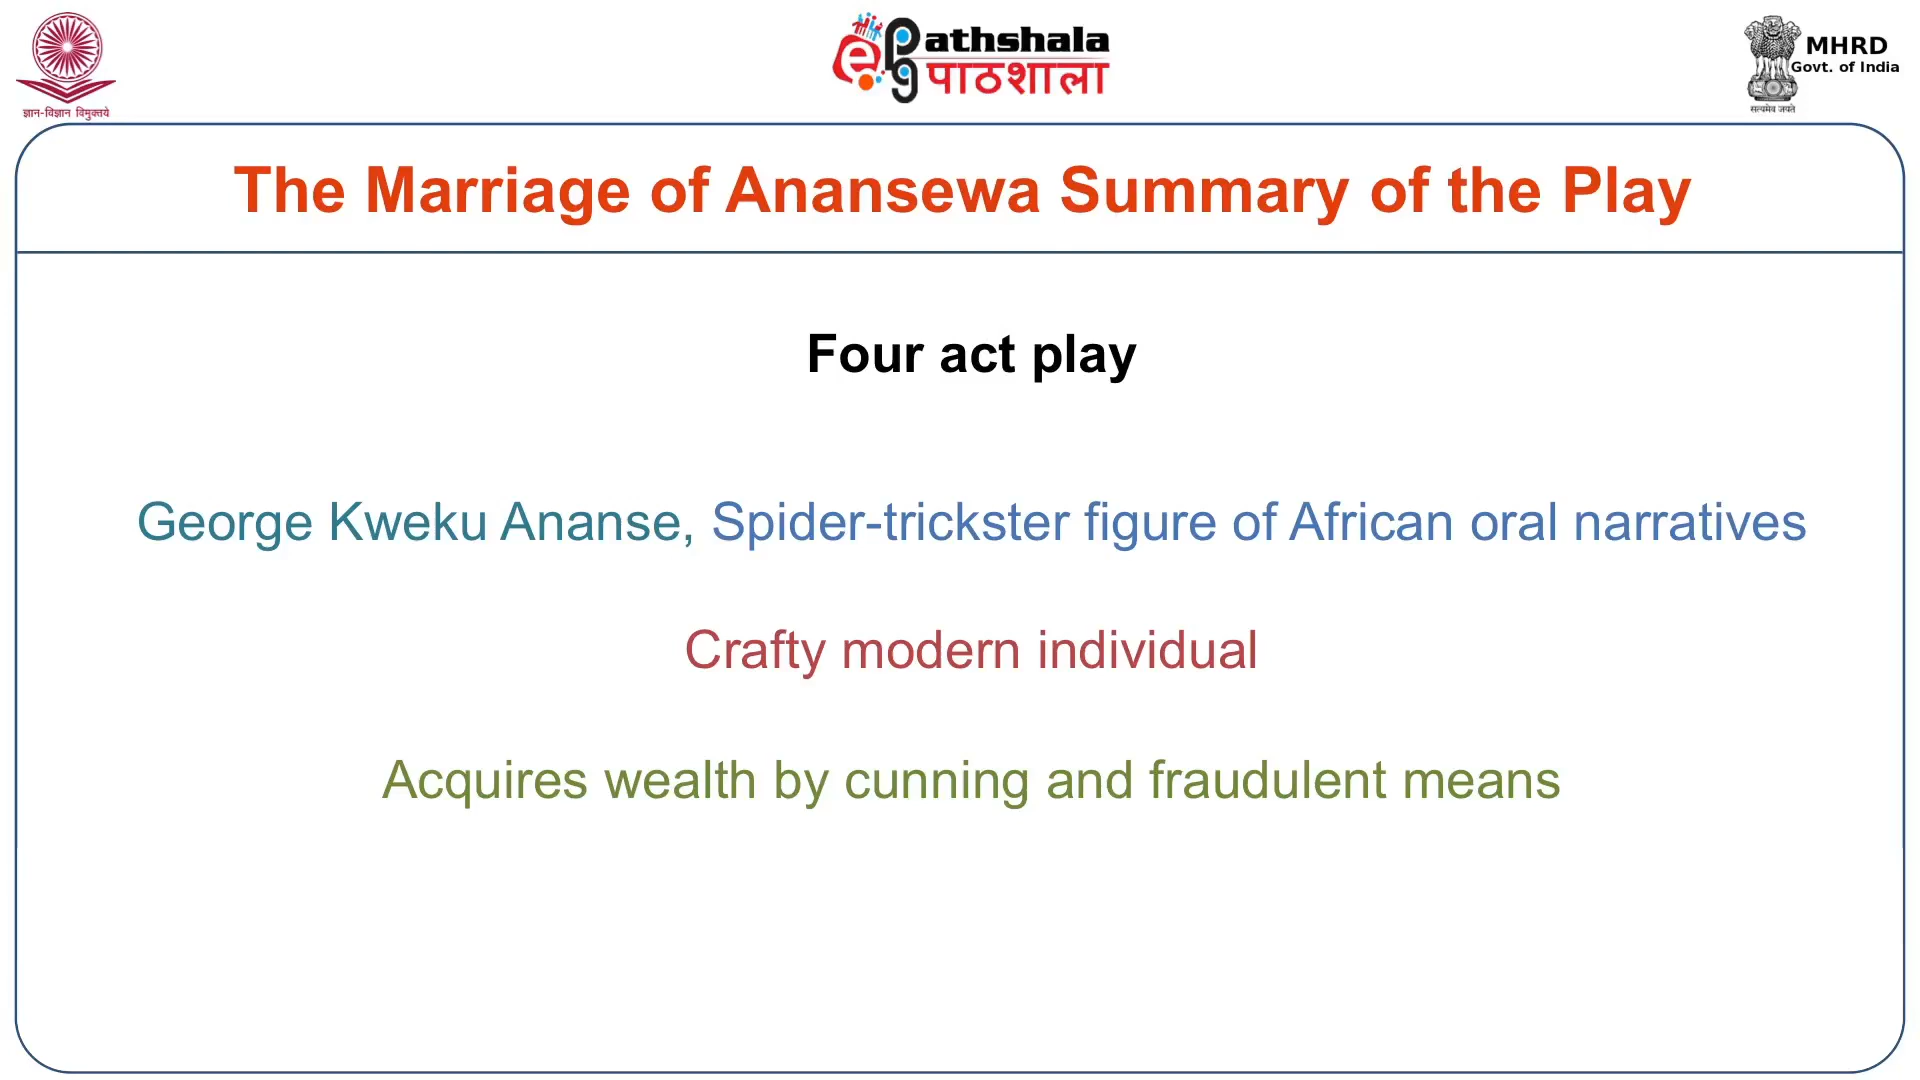 ज्ञान-विज्ञान विमुक्तये
ePathshala
पाठशाला
MHRD
Govt. of India
सत्यमेव जयते
The Marriage of Anansewa Summary of the Play
Four act play
George Kweku Ananse, Spider-trickster figure of African oral narratives
Crafty modern individual
Acquires wealth by cunning and fraudulent means